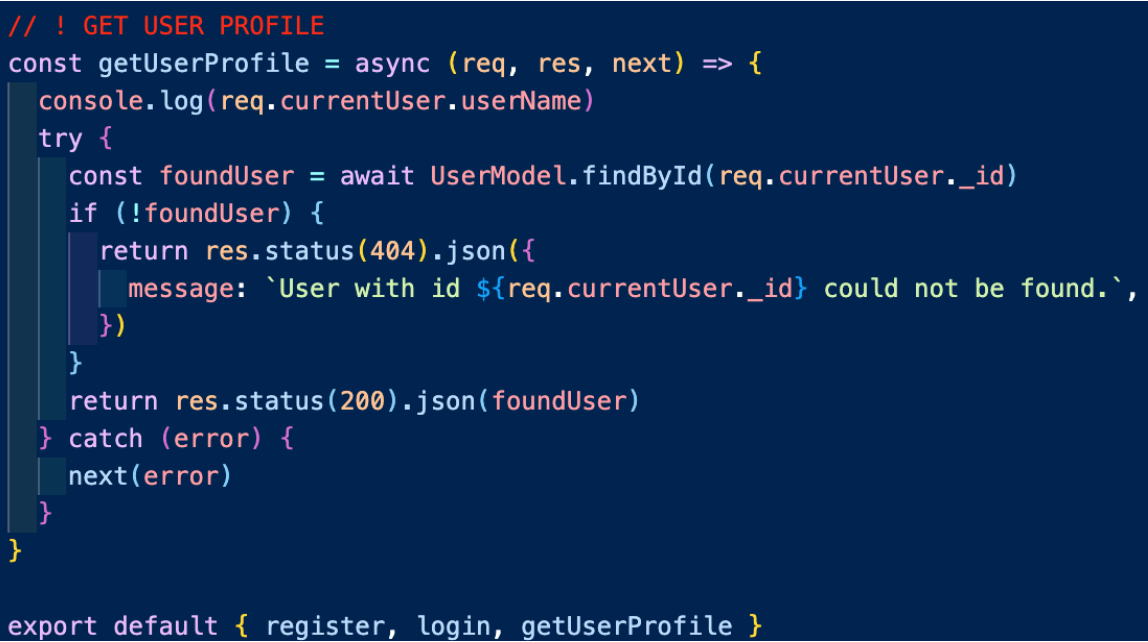 // ! GET USER PROFILE
const getUserProfile = async (req, res, next) => {
  console.log(req.currentUser.userName)
  try {
    const foundUser = await UserModel.findById(req.currentUser._id)
    if (!foundUser) {
      return res.status(404).json({
        message: `User with id ${req.currentUser._id} could not be found.`,
      })
    }
    return res.status(200).json(foundUser)
  } catch (error) {
    next(error)
  }
}

export default { register, login, getUserProfile }